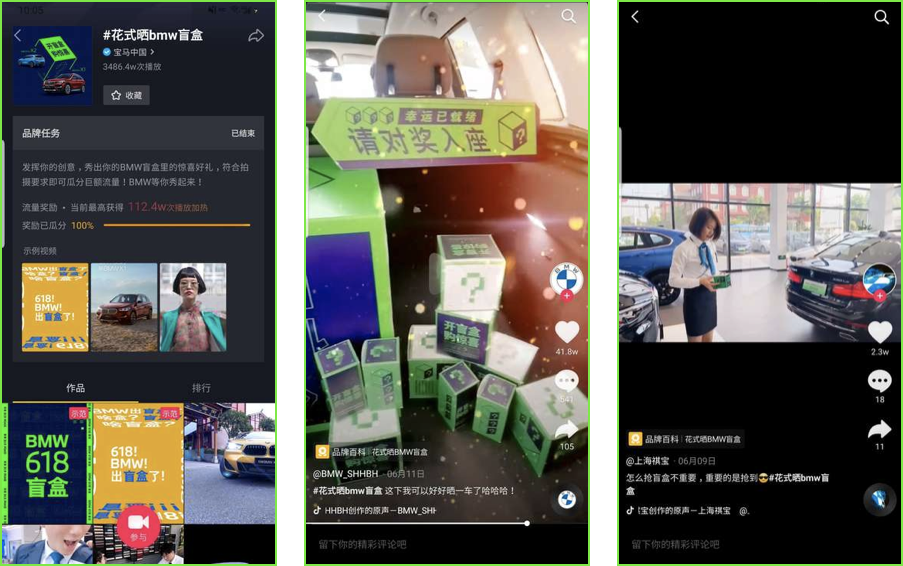 10:05
#花式晒bmw盲盒
宝马中国
3486.4w次播放
收藏
品牌任务
已结束
发挥你的创意，秀出你的BMW盲盒里的惊喜好礼，符合拍
摄要求即可瓜分巨额流量！BMW等你秀起来！
流量奖励 • 当前最高获得 112.4w次播放加热
奖励已瓜分 100%
示例视频
618!
BMW!
出盲盒了!
作品
排行
示范
BMW
618
盲盒
示范
618!
BMW!
出盲盒了!
参与
开盲盒
购惊喜
幸运已就绪
请对奖入座
开盲盒
购惊喜
BMW
41.8w
541
105
品牌百科 | 花式晒BMW盲盒
@BMW_SHHBH · 06月11日
#花式晒bmw盲盒 这下我可以好好晒一车了哈哈哈！
HHBH创作的原声－BMW_SHH
留下你的精彩评论吧
2.3w
18
11
品牌百科 | 花式晒BMW盲盒
@上海祺宝 · 06月09日
怎么抢盲盒不重要，重要的是抢到😎#花式晒bmw盲
盒
宝创作的原声－上海祺宝 @.
留下你的精彩评论吧